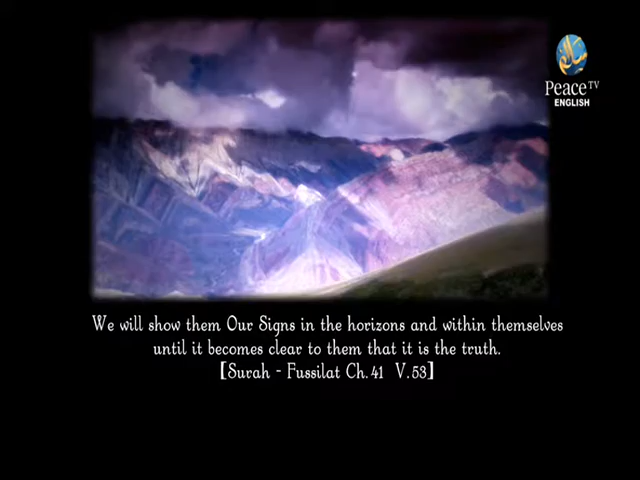 سلام
Peace TV
ENGLISH
We will show them Our Signs in the horizons and within themselves
until it becomes clear to them that it is the truth.
[Surah - Fussilat Ch.41 V.53]